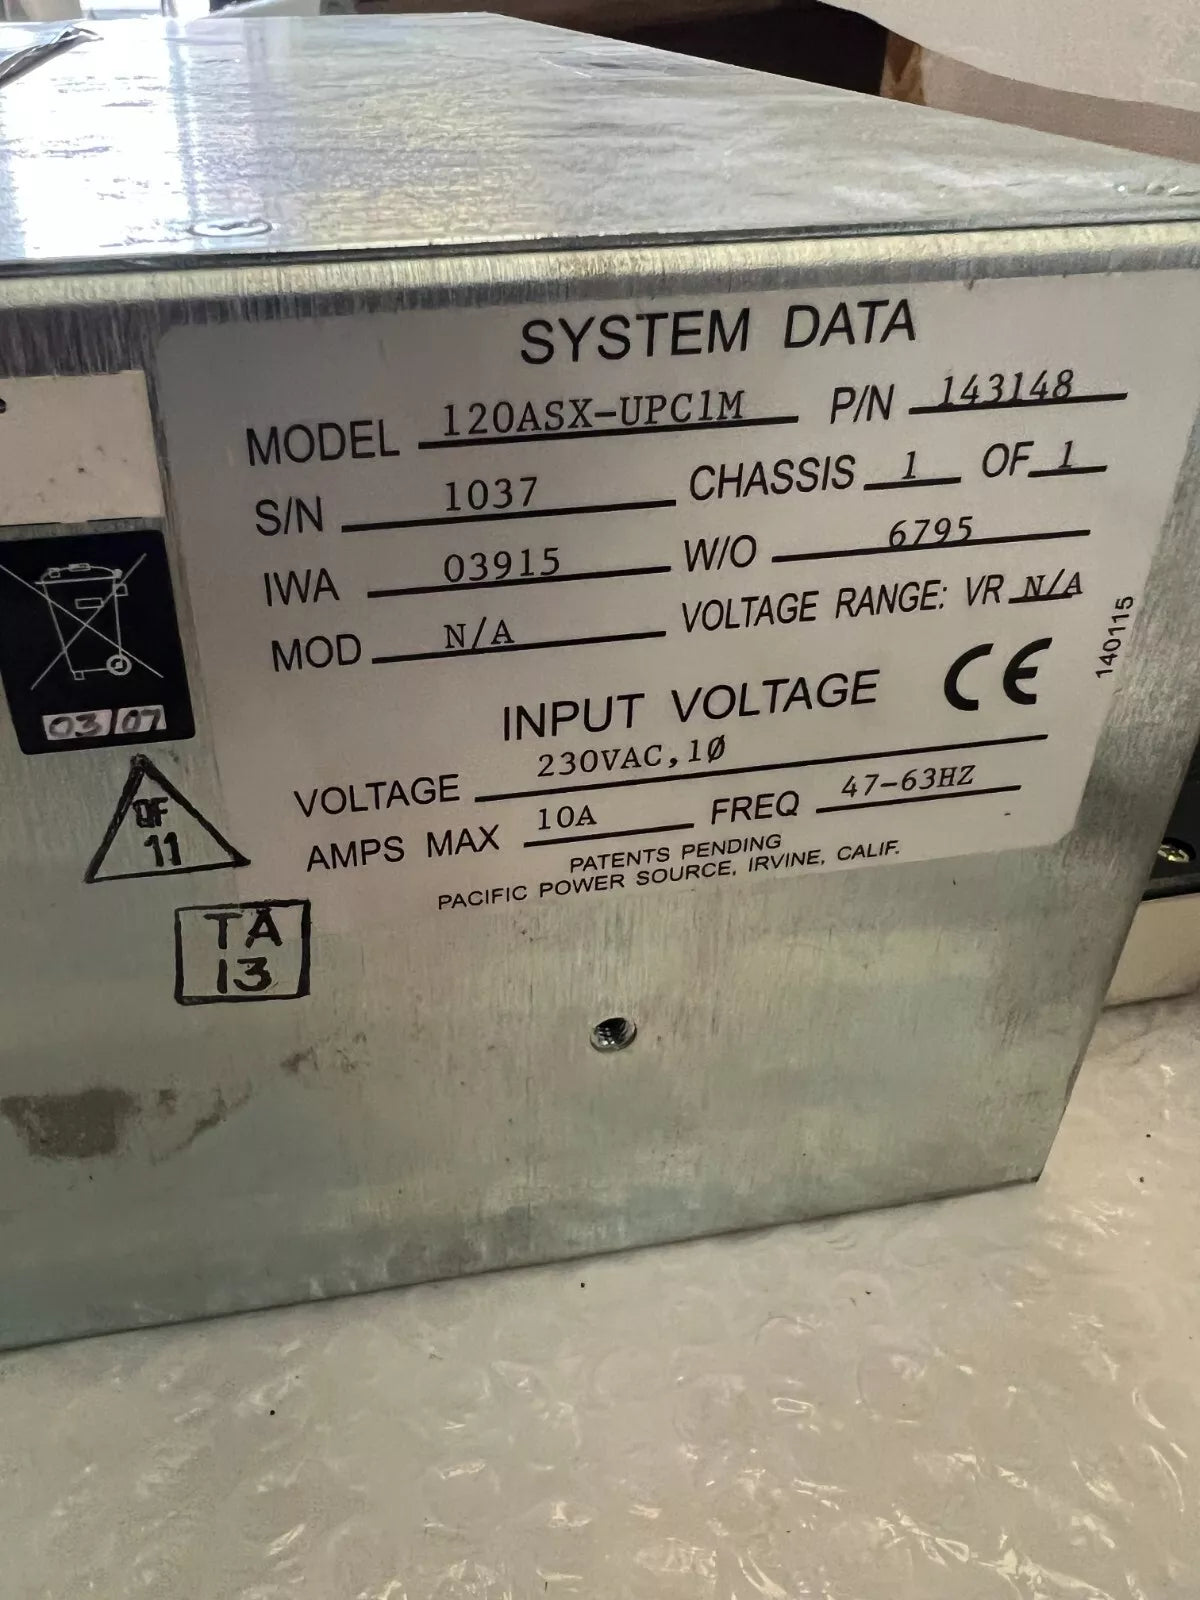 SYSTEM DATA
MODEL 120ASX-UPC1M P/N 143148
S/N 1037 CHASSIS 1 OF 1
IWA 03915 W/O 6795
MOD N/A VOLTAGE RANGE: VR N/A
140115
INPUT VOLTAGE CE
VOLTAGE 230VAC,1Ø
AMPS MAX 10A FREQ 47-63HZ
PATENTS PENDING
PACIFIC POWER SOURCE, IRVINE, CALIF.
03/07
QF
11
TA
13